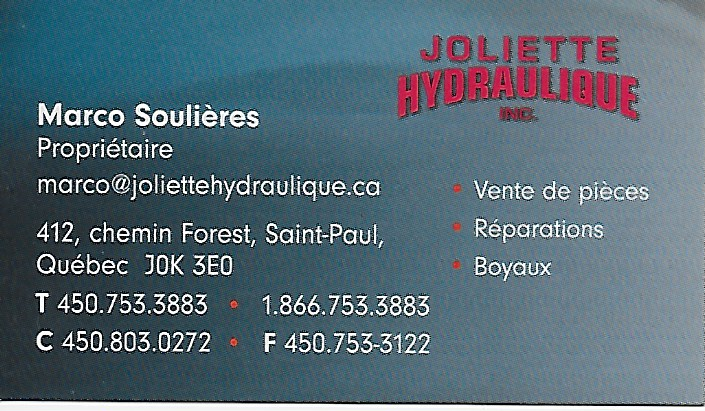 JOLIETTE
HYDRAULIQUE
INC.
Marco Soulières
Propriétaire
marco@joliettehydraulique.ca
412, chemin Forest, Saint-Paul,
Québec J0K 3E0
T 450.753.3883 • 1.866.753.3883
C 450.803.0272 • F 450.753-3122
• Vente de pièces
• Réparations
• Boyaux